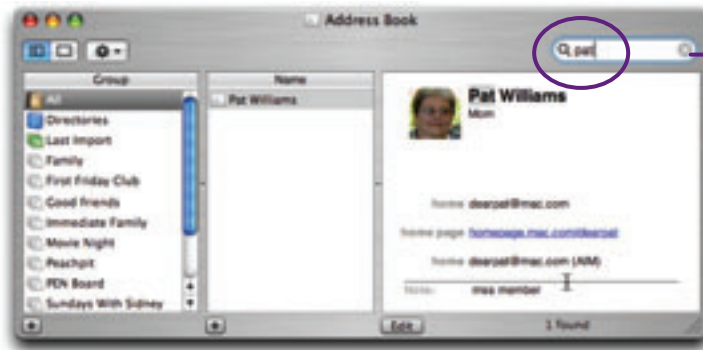 Address Book
pat
Group
Name
All
Directories
Last Import
Family
First Friday Club
Good friends
Immediate Family
Movie Night
Peachpit
PEN Board
Sundays With Sidney
Pat Williams
Pat Williams
Mom
home dearpat@mac.com
home page homepage.mac.com/dearpat
home dearpat@mac.com (AIM)
Note: msa member
Edit
1 found